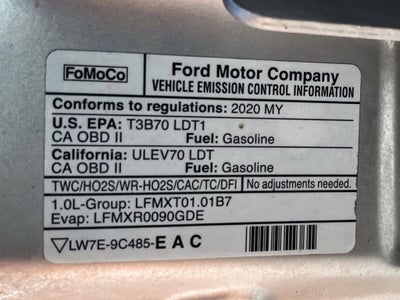 FoMoCo
Ford Motor Company
VEHICLE EMISSION CONTROL INFORMATION
Conforms to regulations: 2020 MY
U.S. EPA: T3B70 LDT1
CA OBD II Fuel: Gasoline
California: ULEV70 LDT
CA OBD II Fuel: Gasoline
TWC/HO2S/WR-HO2S/CAC/TC/DFI No adjustments needed.
1.0L-Group: LFMXT01.01B7
Evap: LFMXR0090GDE
LW7E-9C485-E A C